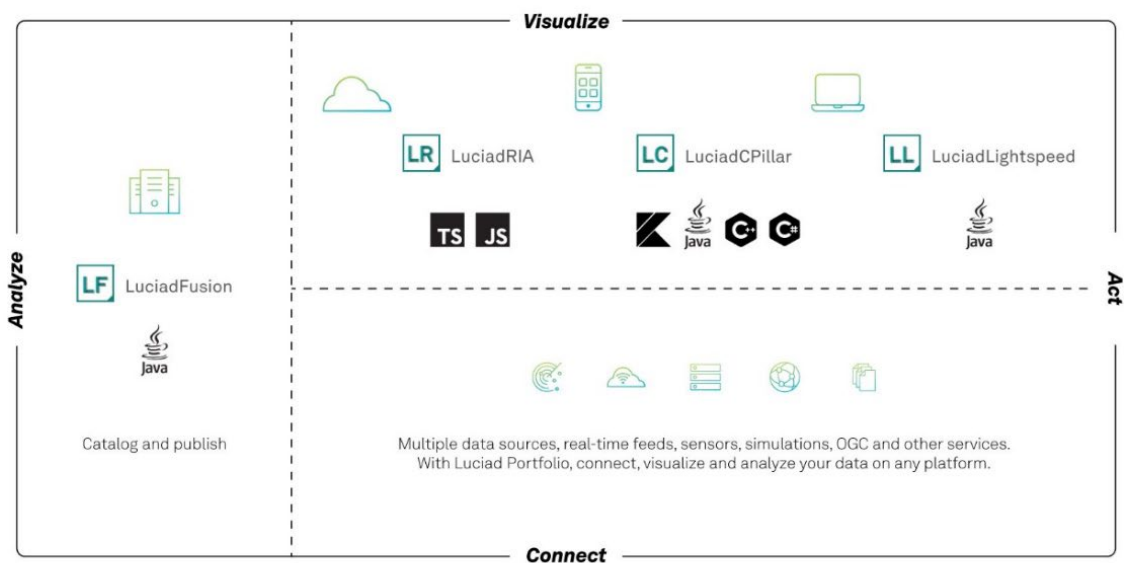 Visualize
LR LuciadRIA
LC LuciadCPillar
LL LuciadLightspeed
TS JS
Java C++ C#
Java
Analyze
LF LuciadFusion
Java
Catalog and publish
Act
Multiple data sources, real-time feeds, sensors, simulations, OGC and other services.
With Luciad Portfolio, connect, visualize and analyze your data on any platform.
Connect